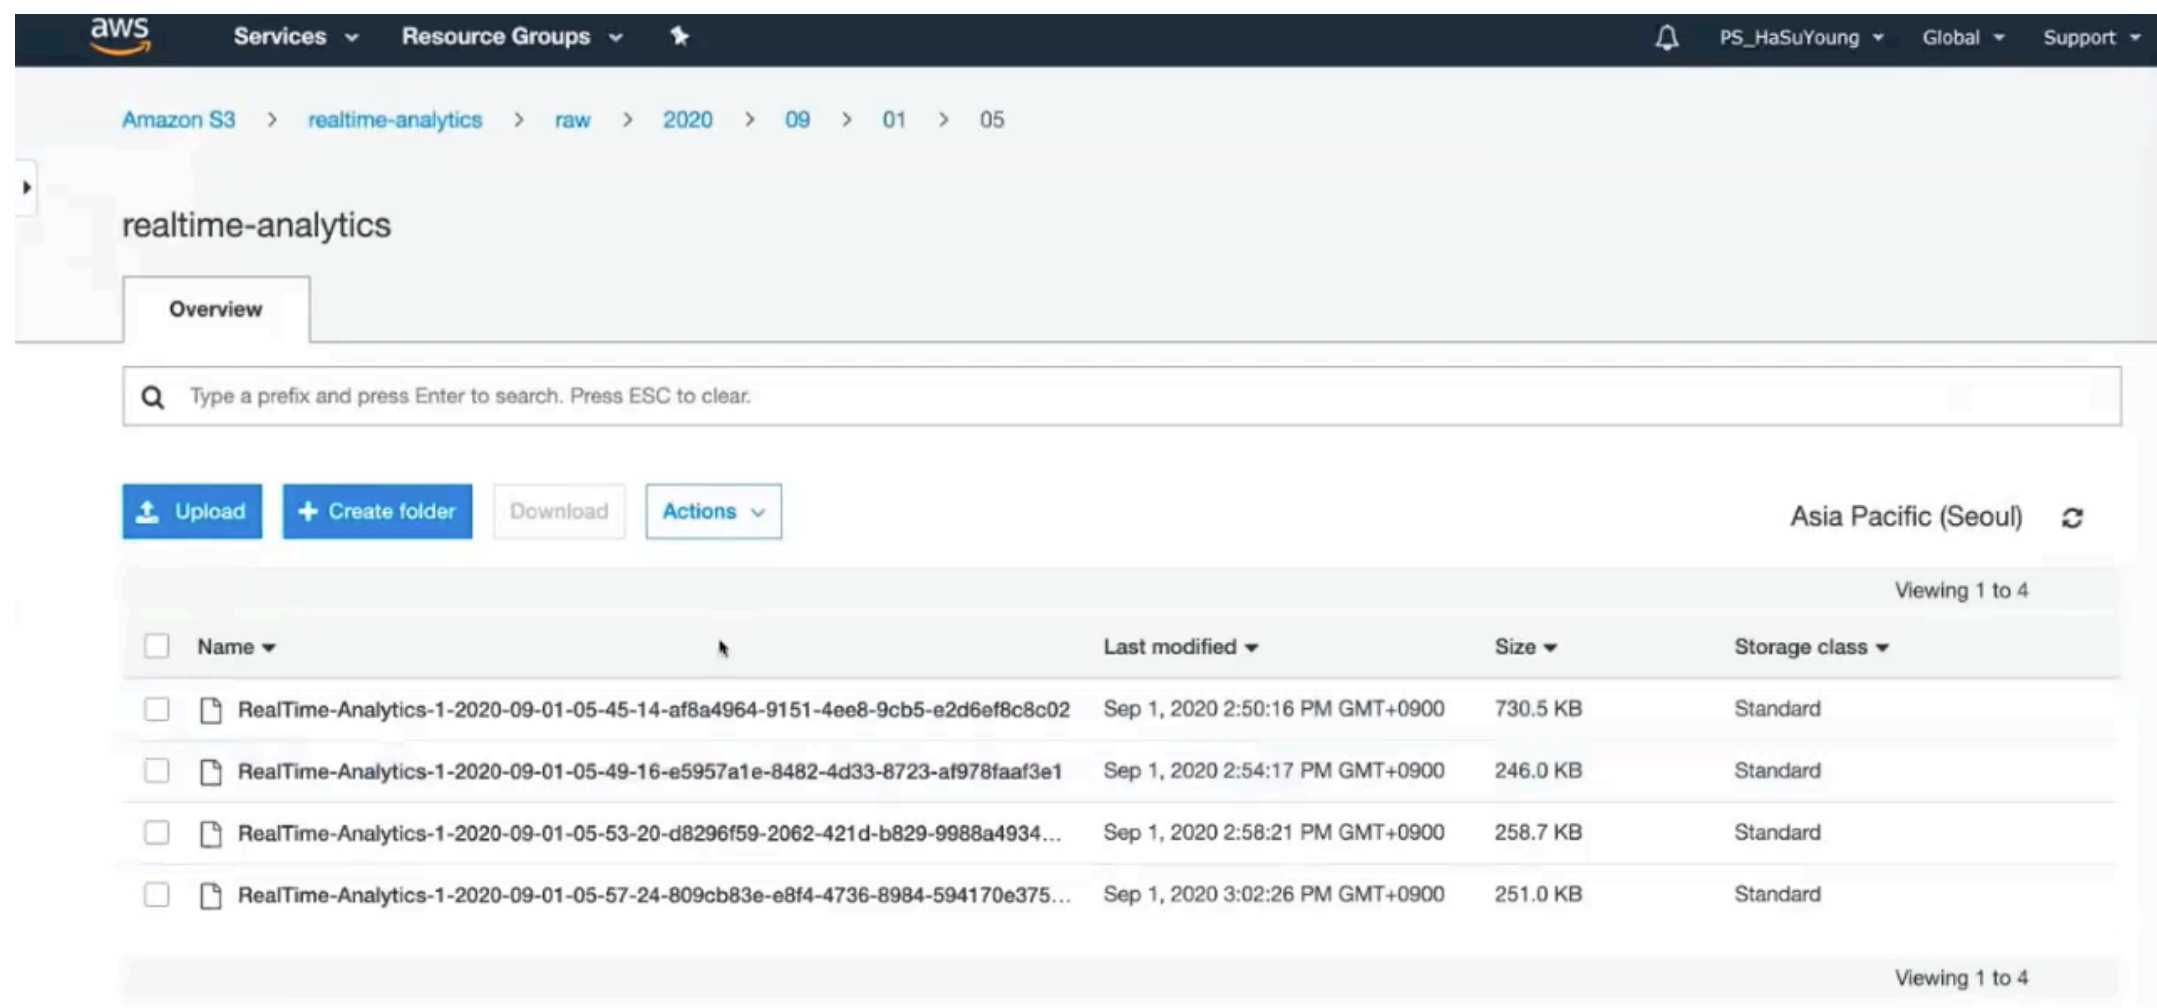 aws Services Resource Groups PS_HaSuYoung Global Support
Amazon S3 > realtime-analytics > raw > 2020 > 09 > 01 > 05
realtime-analytics
Overview
Type a prefix and press Enter to search. Press ESC to clear.
Upload + Create folder Download Actions Asia Pacific (Seoul)
Viewing 1 to 4
Name Last modified Size Storage class
RealTime-Analytics-1-2020-09-01-05-45-14-af8a4964-9151-4ee8-9cb5-e2d6ef8c8c02 Sep 1, 2020 2:50:16 PM GMT+0900 730.5 KB Standard
RealTime-Analytics-1-2020-09-01-05-49-16-e5957a1e-8482-4d33-8723-af978faaf3e1 Sep 1, 2020 2:54:17 PM GMT+0900 246.0 KB Standard
RealTime-Analytics-1-2020-09-01-05-53-20-d8296f59-2062-421d-b829-9988a4934... Sep 1, 2020 2:58:21 PM GMT+0900 258.7 KB Standard
RealTime-Analytics-1-2020-09-01-05-57-24-809cb83e-e8f4-4736-8984-594170e375... Sep 1, 2020 3:02:26 PM GMT+0900 251.0 KB Standard
Viewing 1 to 4